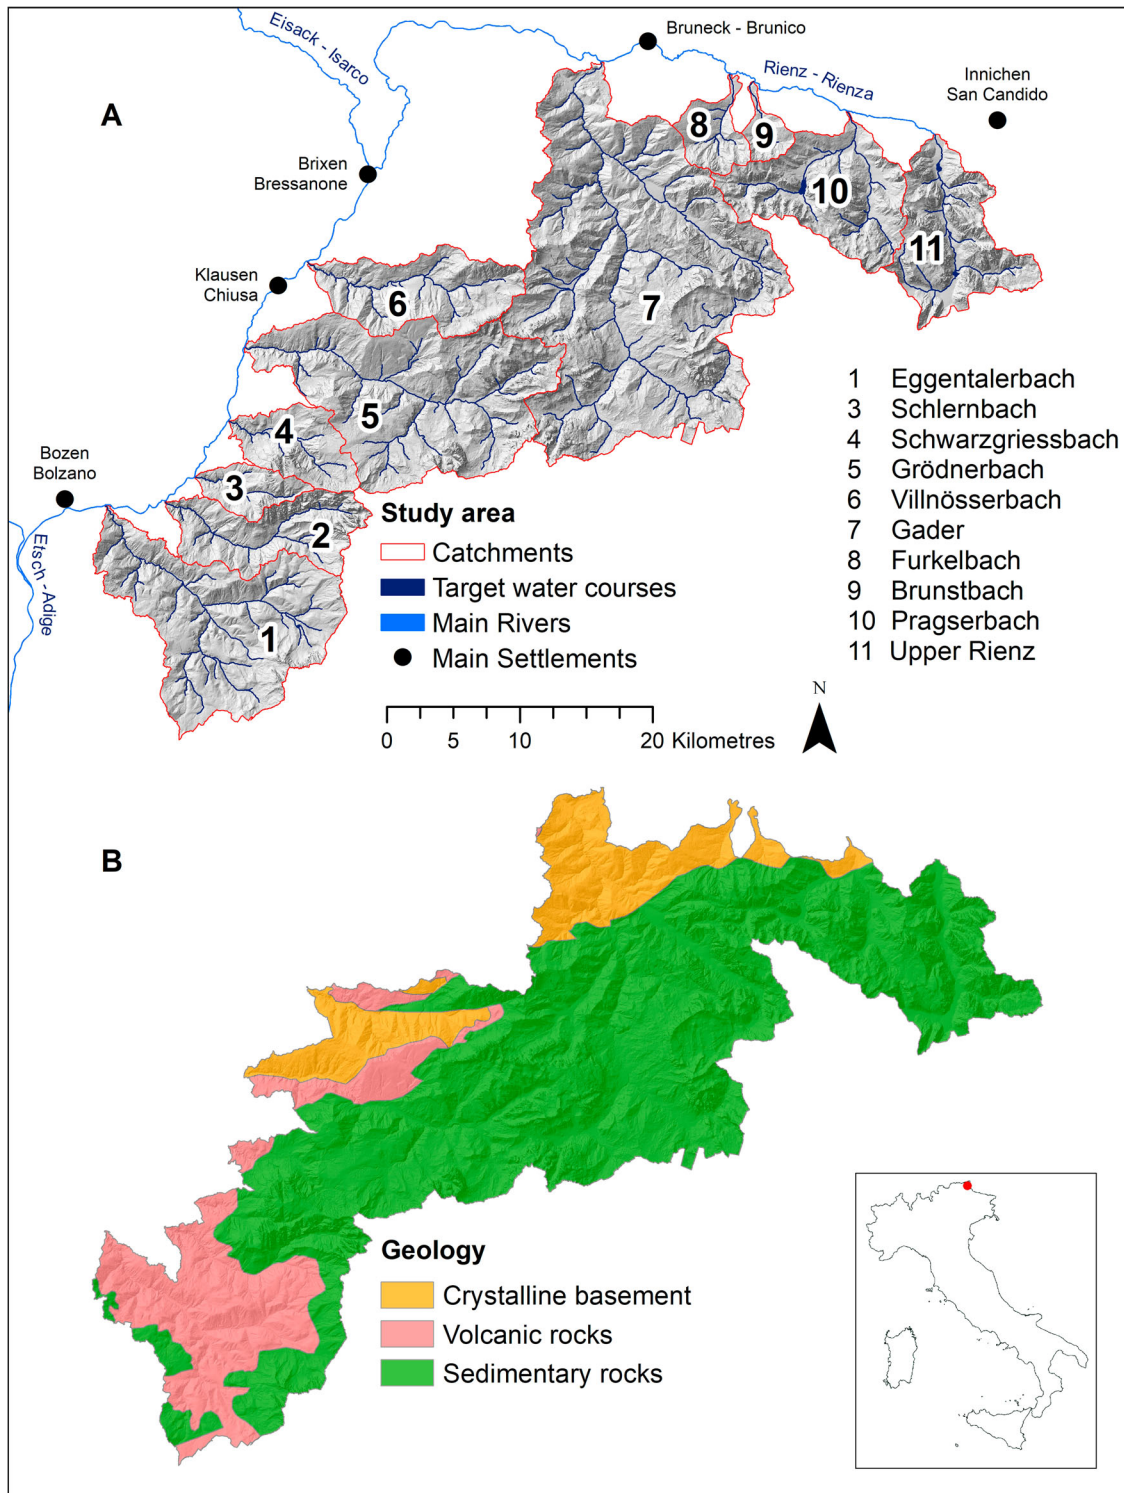 Eisack - Isarco
Bruneck - Brunico
Rienz - Rienza
Innichen
San Candido
A
Brixen
Bressanone
Klausen
Chiusa
Bozen
Bolzano
Etsch - Adige
8
9
10
11
6
7
5
4
3
2
1
1 Eggentalerbach
3 Schlernbach
4 Schwarzgriessbach
5 Grödnerbach
6 Villnösserbach
7 Gader
8 Furkelbach
9 Brunstbach
10 Pragserbach
11 Upper Rienz
Study area
Catchments
Target water courses
Main Rivers
Main Settlements
0 5 10 20 Kilometres
N
B
Geology
Crystalline basement
Volcanic rocks
Sedimentary rocks